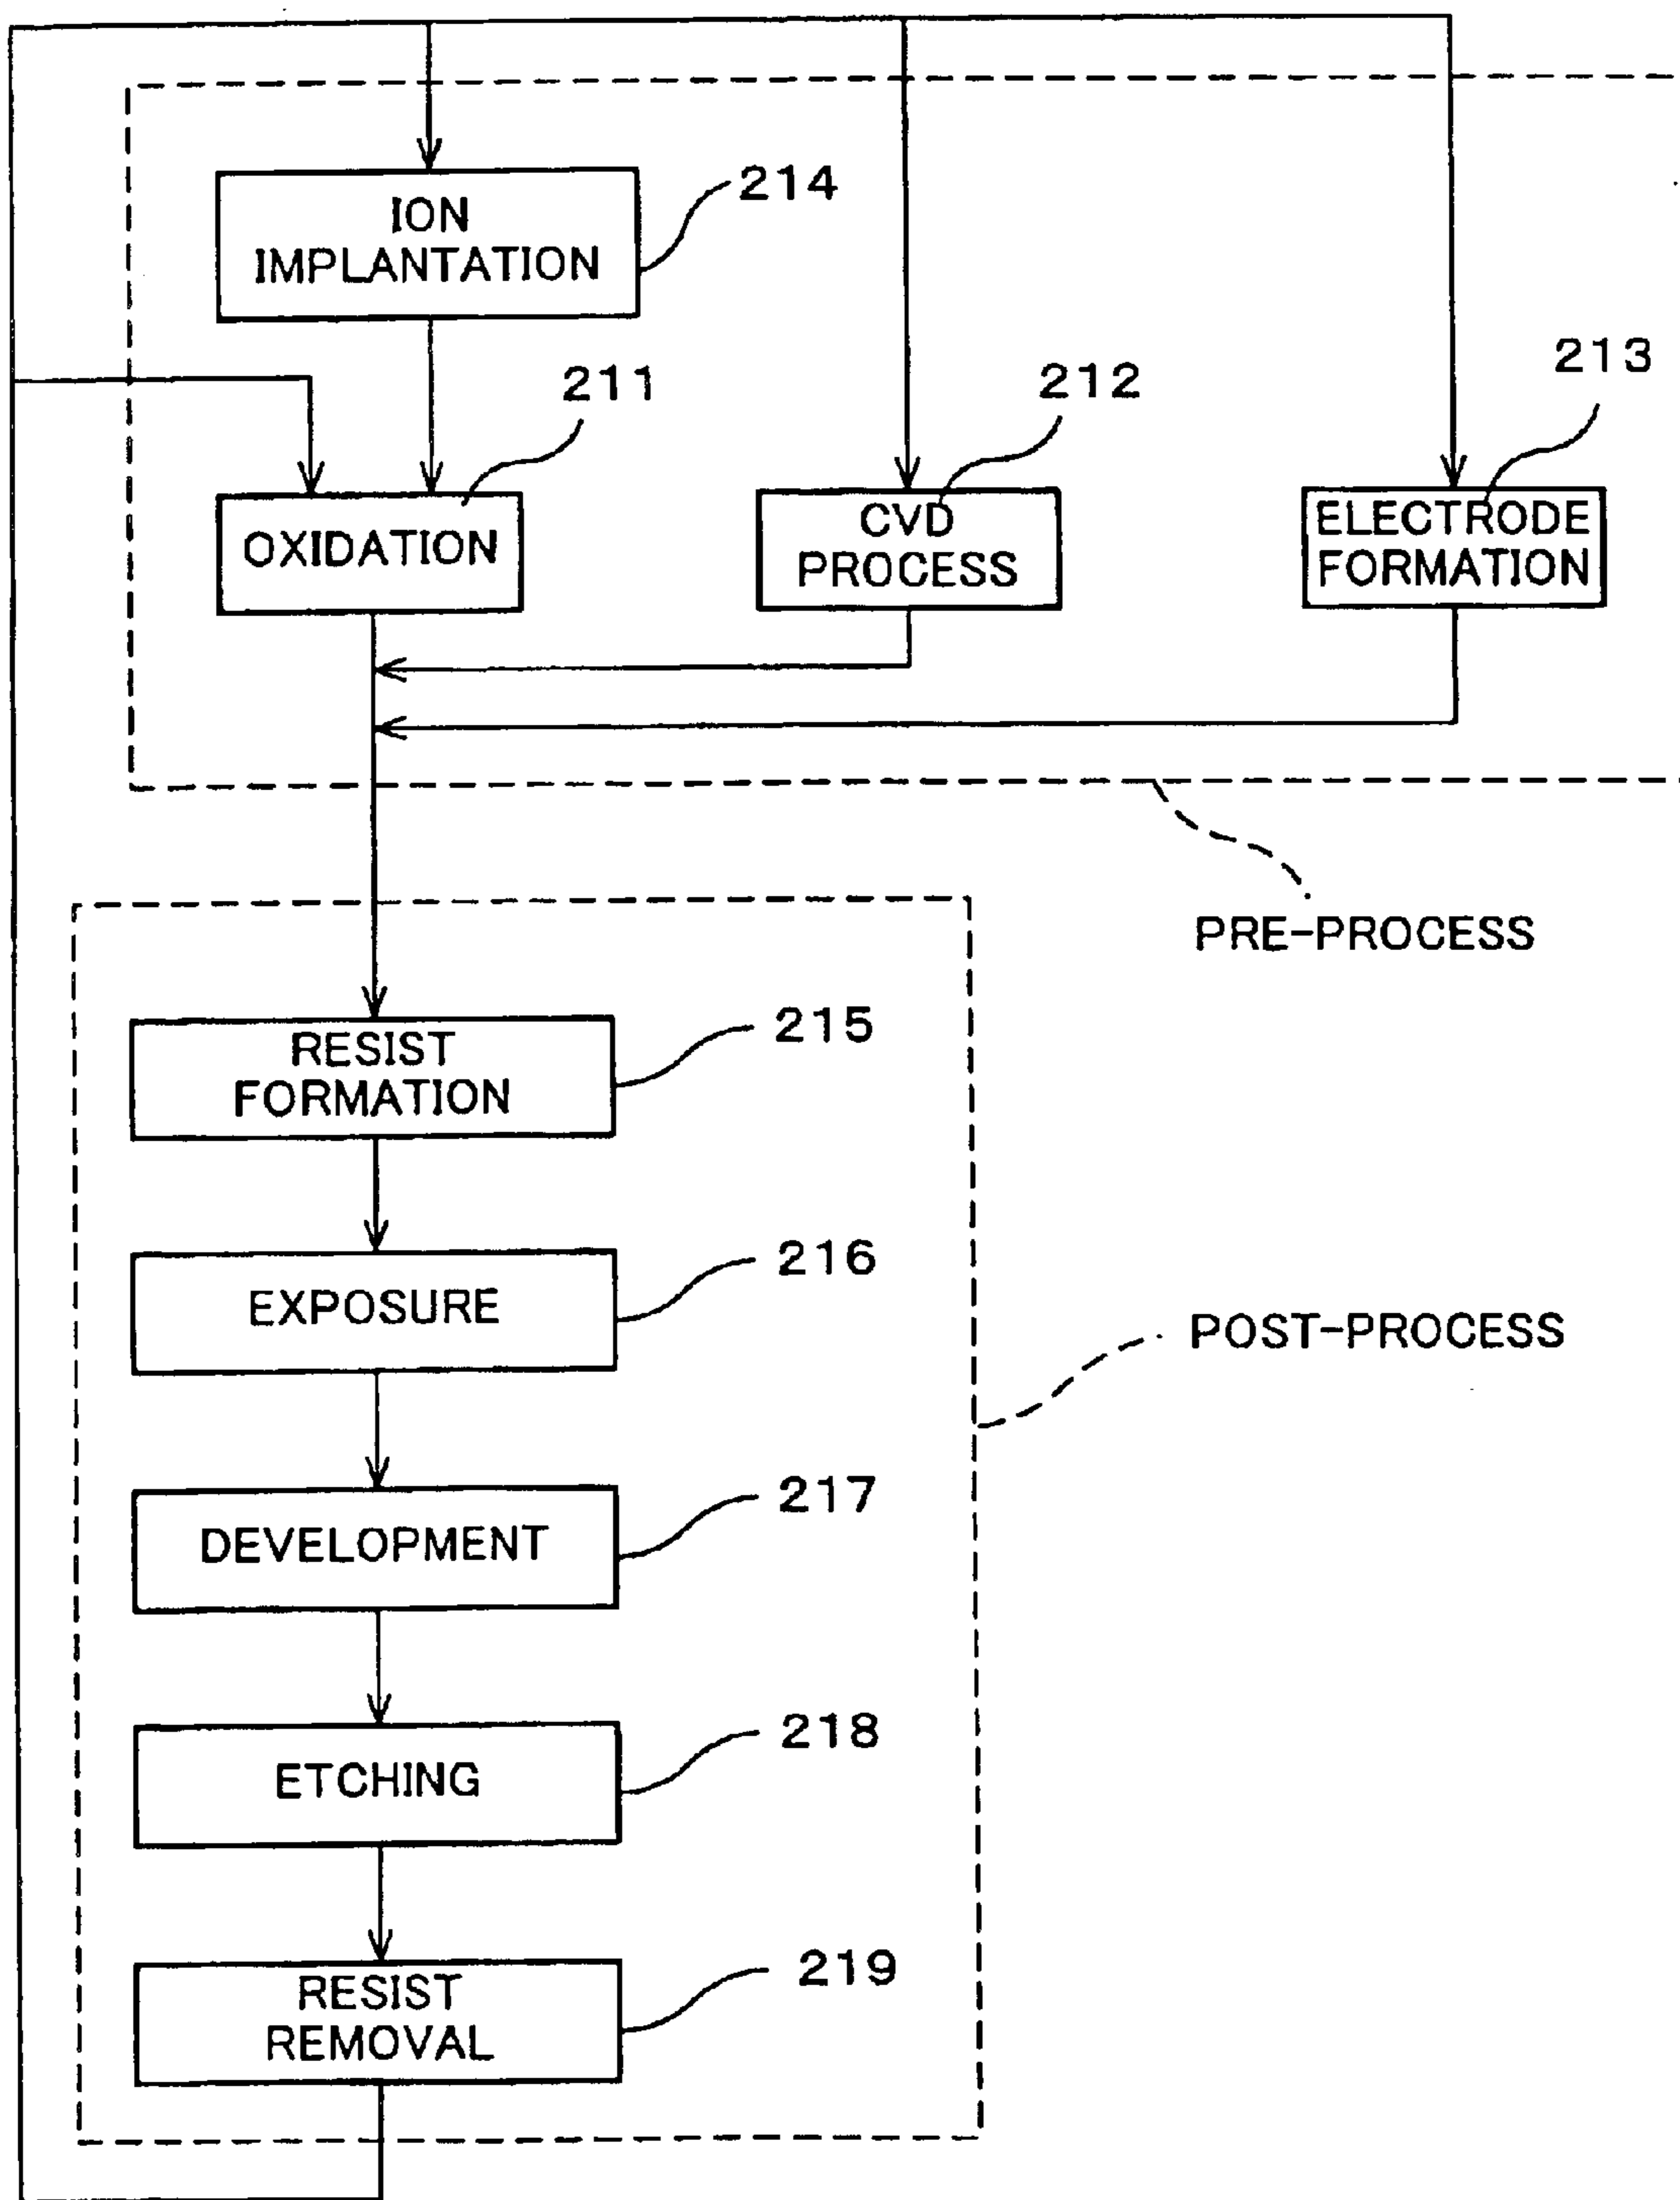 214
ION
IMPLANTATION
211
212
213
OXIDATION
CVD
PROCESS
ELECTRODE
FORMATION
PRE-PROCESS
215
RESIST
FORMATION
216
EXPOSURE
POST-PROCESS
217
DEVELOPMENT
218
ETCHING
219
RESIST
REMOVAL